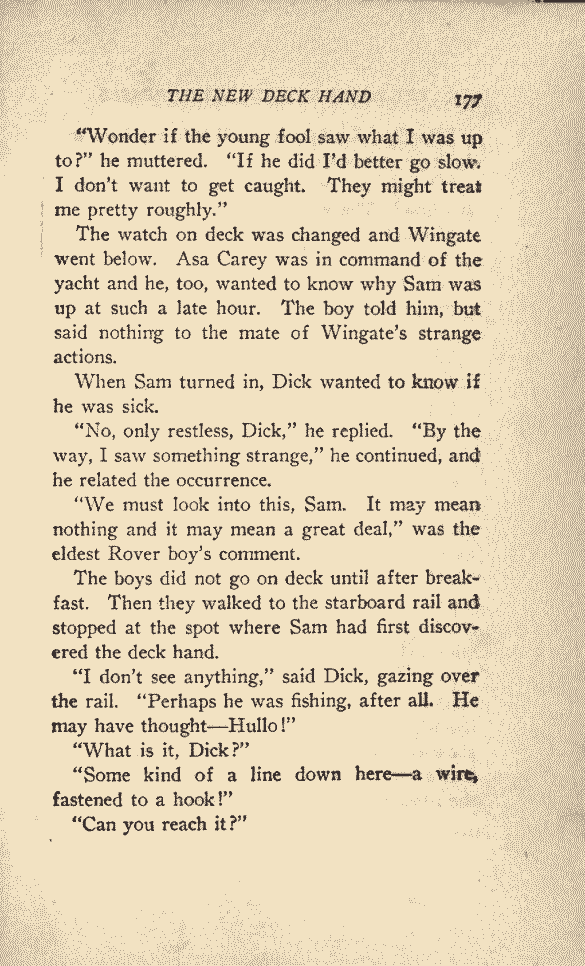 THE NEW DECK HAND 177
"Wonder if the young fool saw what I was up
to?" he muttered. "If he did I'd better go slow.
I don't want to get caught. They might treat
me pretty roughly."
The watch on deck was changed and Wingate
went below. Asa Carey was in command of the
yacht and he, too, wanted to know why Sam was
up at such a late hour. The boy told him, but
said nothing to the mate of Wingate's strange
actions.
When Sam turned in, Dick wanted to know if
he was sick.
"No, only restless, Dick," he replied. "By the
way, I saw something strange," he continued, and
he related the occurrence.
"We must look into this, Sam. It may mean
nothing and it may mean a great deal," was the
eldest Rover boy's comment.
The boys did not go on deck until after break-
fast. Then they walked to the starboard rail and
stopped at the spot where Sam had first discov-
ered the deck hand.
"I don't see anything," said Dick, gazing over
the rail. "Perhaps he was fishing, after all. He
may have thought—Hullo!"
"What is it, Dick?"
"Some kind of a line down here—a wire,
fastened to a hook!"
"Can you reach it?"